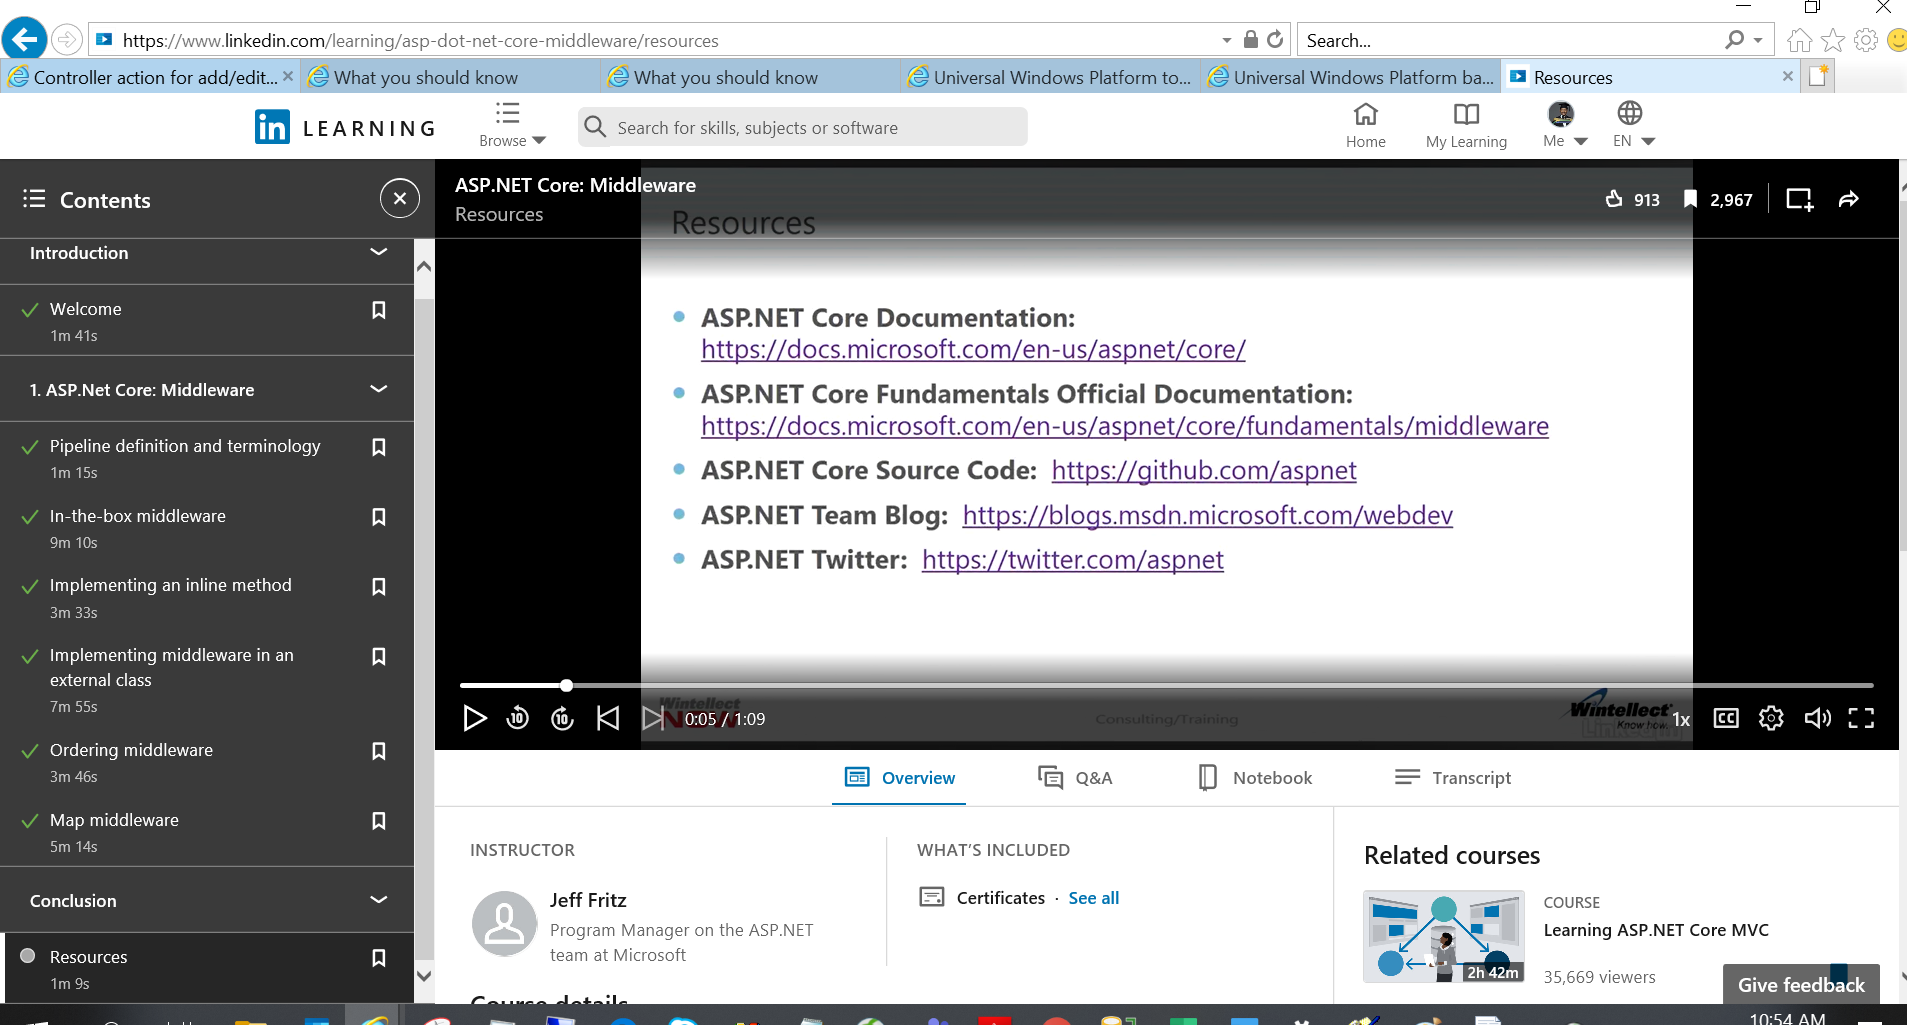 https://www.linkedin.com/learning/asp-dot-net-core-middleware/resources
Search...
Controller action for add/edit...
What you should know
What you should know
Universal Windows Platform to...
Universal Windows Platform ba...
Resources
in LEARNING
Browse
Search for skills, subjects or software
Home
My Learning
Me
EN
Contents
Introduction
Welcome
1m 41s
1. ASP.Net Core: Middleware
Pipeline definition and terminology
1m 15s
In-the-box middleware
9m 10s
Implementing an inline method
3m 33s
Implementing middleware in an
external class
7m 55s
Ordering middleware
3m 46s
Map middleware
5m 14s
Conclusion
Resources
1m 9s
ASP.NET Core: Middleware
Resources
913
2,967
Resources
ASP.NET Core Documentation:
https://docs.microsoft.com/en-us/aspnet/core/
ASP.NET Core Fundamentals Official Documentation:
https://docs.microsoft.com/en-us/aspnet/core/fundamentals/middleware
ASP.NET Core Source Code: https://github.com/aspnet
ASP.NET Team Blog: https://blogs.msdn.microsoft.com/webdev
ASP.NET Twitter: https://twitter.com/aspnet
Wintellect
NOW
10
10
0:05 / 1:09
Consulting/Training
Wintellect
Know how.
LinkedIn
1x
CC
Overview
Q&A
Notebook
Transcript
INSTRUCTOR
Jeff Fritz
Program Manager on the ASP.NET
team at Microsoft
WHAT'S INCLUDED
Certificates · See all
Course details
Related courses
2h 42m
COURSE
Learning ASP.NET Core MVC
35,669 viewers
Give feedback
10:54 AM